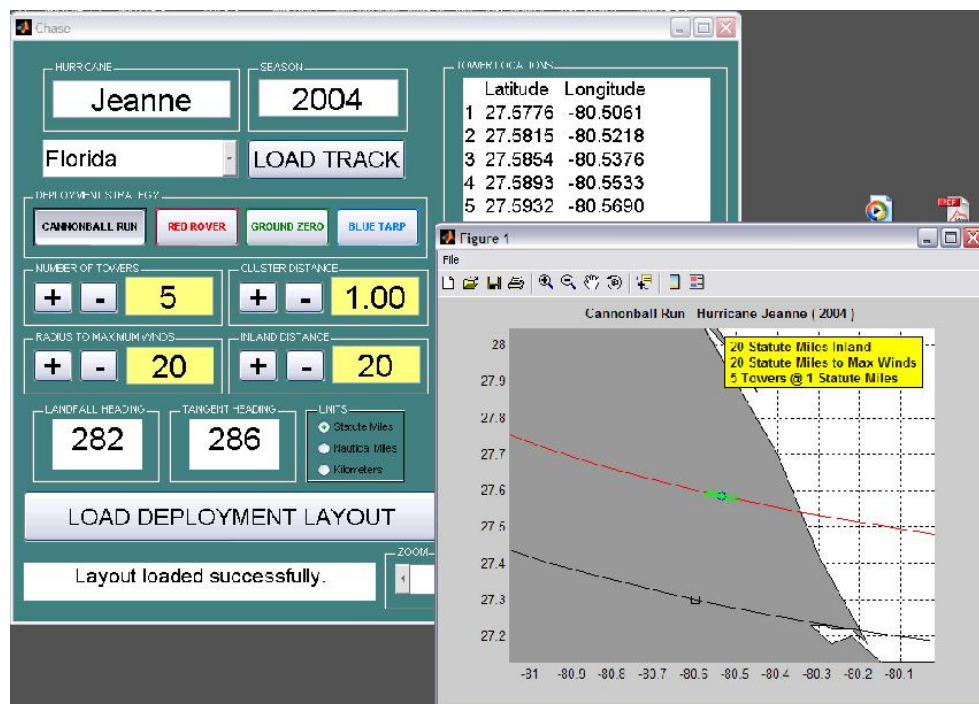 Chase
HURRICANE
Jeanne
SEASON
2004
Florida
LOAD TRACK
DEPLOYMENT STRATEGY
CANNONBALL RUN
RED ROVER
GROUND ZERO
BLUE TARP
NUMBER OF TOWERS
+ - 5
CLUSTER DISTANCE
+ - 1.00
RADIUS TO MAXIMUM WINDS
+ - 20
INLAND DISTANCE
+ - 20
LANDFALL HEADING
282
TANGENT HEADING
286
UNITS
Statute Miles
Nautical Miles
Kilometers
LOAD DEPLOYMENT LAYOUT
Layout loaded successfully.
ZOOM
TOWER LOCATIONS
Latitude Longitude
1 27.5776 -80.5061
2 27.5815 -80.5218
3 27.5854 -80.5376
4 27.5893 -80.5533
5 27.5932 -80.5690
Figure 1
File
Cannonball Run Hurricane Jeanne ( 2004 )
20 Statute Miles Inland
20 Statute Miles to Max Winds
5 Towers @ 1 Statute Miles
28
27.9
27.8
27.7
27.6
27.5
27.4
27.3
27.2
-81 -80.9 -80.8 -80.7 -80.6 -80.5 -80.4 -80.3 -80.2 -80.1